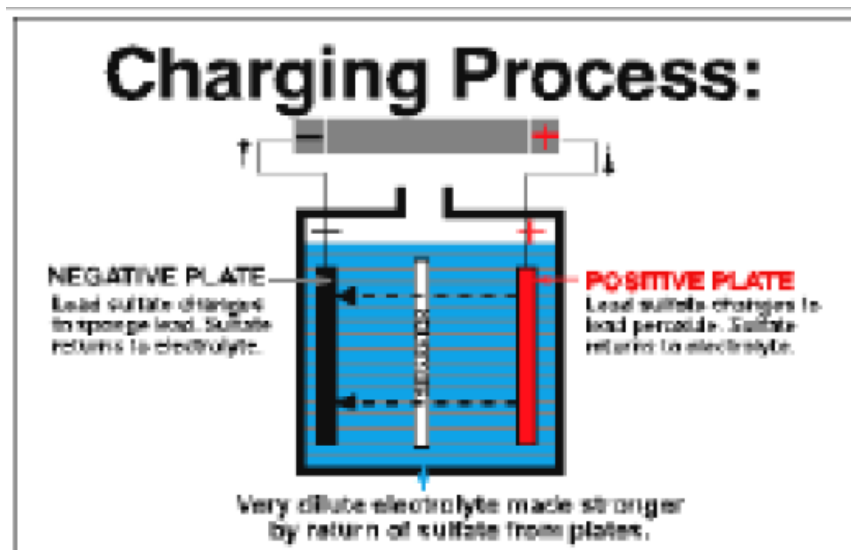 Charging Process:
− +
− +
NEGATIVE PLATE
Lead sulfate changes
to sponge lead. Sulfate
returns to electrolyte.
POSITIVE PLATE
Lead sulfate changes to
lead peroxide. Sulfate
returns to electrolyte.
Very dilute electrolyte made stronger
by return of sulfate from plates.